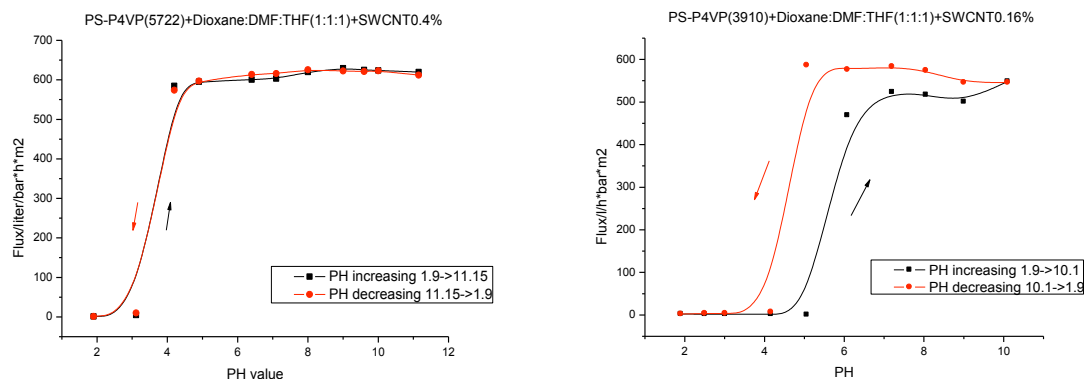 PS-P4VP(5722)+Dioxane:DMF:THF(1:1:1)+SWCNT0.4%
700
600
500
400
300
200
100
0
Flux/liter/bar*h*m2
PH increasing 1.9->11.15
PH decreasing 11.15->1.9
2 4 6 8 10 12
PH value
PS-P4VP(3910)+Dioxane:DMF:THF(1:1:1)+SWCNT0.16%
600
500
400
300
200
100
0
Flux/l/h*bar*m2
PH increasing 1.9->10.1
PH decreasing 10.1->1.9
2 4 6 8 10
PH